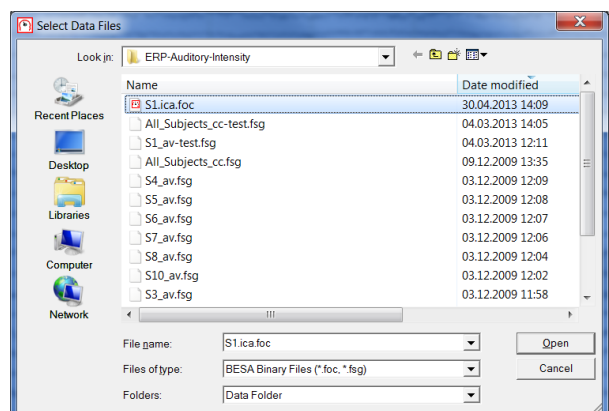 Select Data Files
Look in: ERP-Auditory-Intensity
Name Date modified
S1.ica.foc 30.04.2013 14:09
All_Subjects_cc-test.fsg 04.03.2013 14:05
S1_av-test.fsg 04.03.2013 12:11
All_Subjects_cc.fsg 09.12.2009 13:35
S4_av.fsg 03.12.2009 12:09
S5_av.fsg 03.12.2009 12:08
S6_av.fsg 03.12.2009 12:07
S7_av.fsg 03.12.2009 12:06
S8_av.fsg 03.12.2009 12:04
S10_av.fsg 03.12.2009 12:02
S3_av.fsg 03.12.2009 11:58
Recent Places
Desktop
Libraries
Computer
Network
File name: S1.ica.foc Open
Files of type: BESA Binary Files (*.foc, *.fsg) Cancel
Folders: Data Folder